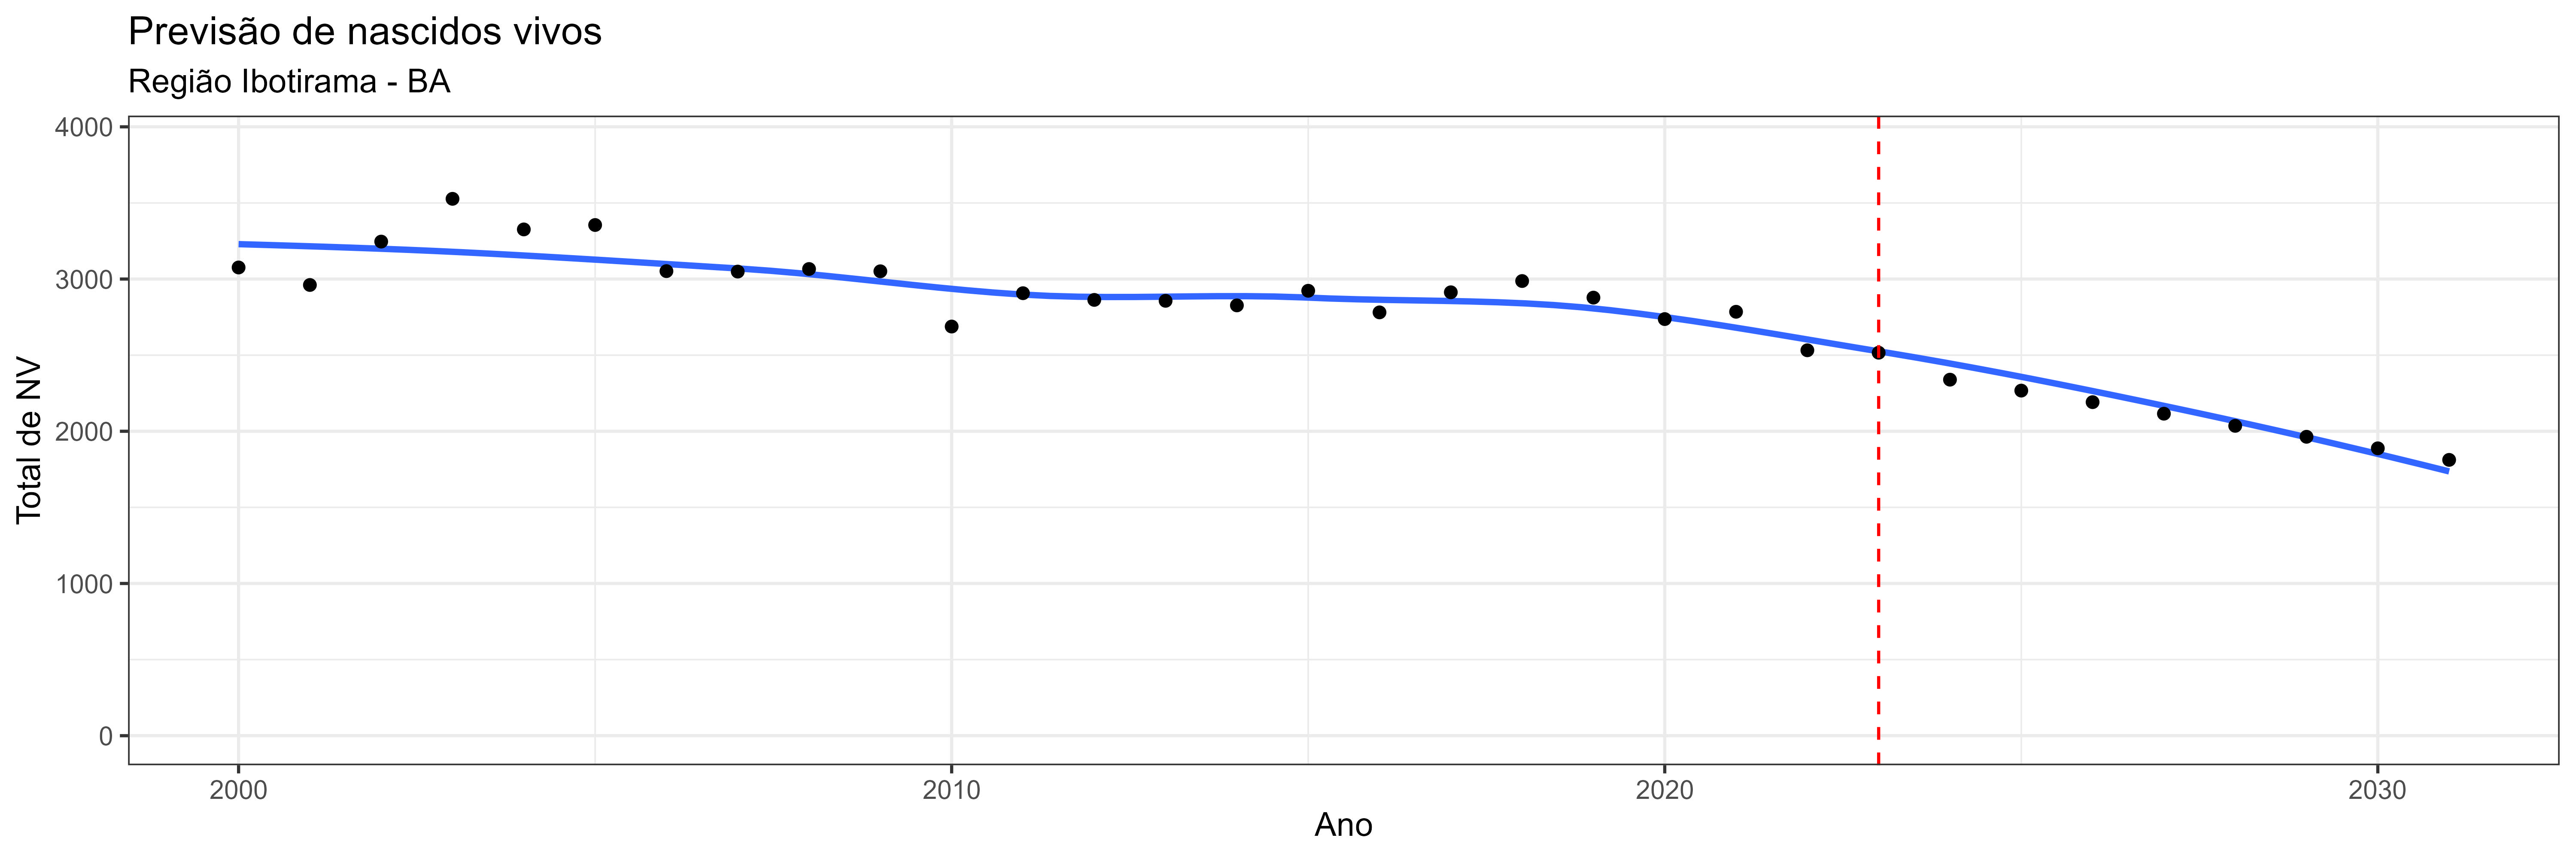 Previsão de nascidos vivos
Região Ibotirama - BA
Total de NV
4000
3000
2000
1000
0
2000
2010
2020
2030
Ano